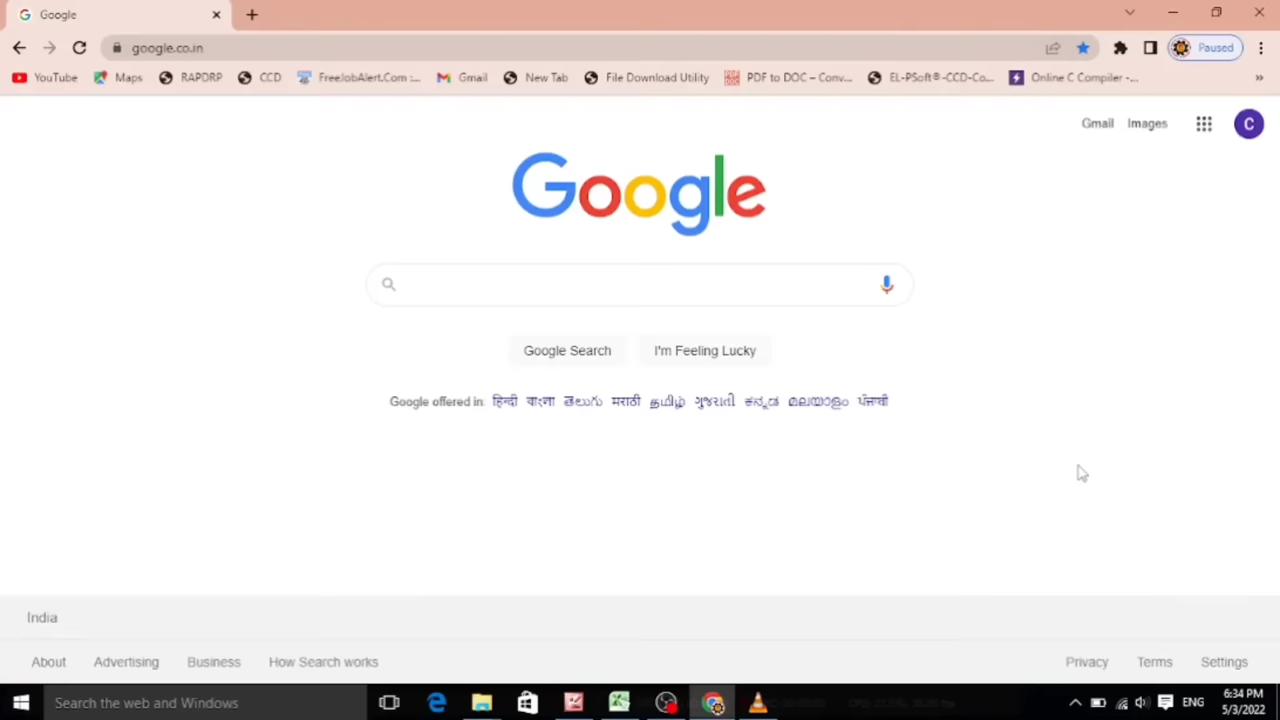 Google
google.co.in
Paused
YouTube Maps RAPDRP CCD FreeJobAlert.Com :... Gmail New Tab File Download Utility PDF to DOC – Conv... EL-PSoft®-CCD-Co... Online C Compiler -... »
Gmail Images C
Google
Google Search I'm Feeling Lucky
Google offered in: हिन्दी বাংলা తెలుగు मराठी தமிழ் ગુજરાતી ಕನ್ನಡ മലയാളം ਪੰਜਾਬੀ
India
About Advertising Business How Search works Privacy Terms Settings
Search the web and Windows ENG 6:34 PM
5/3/2022